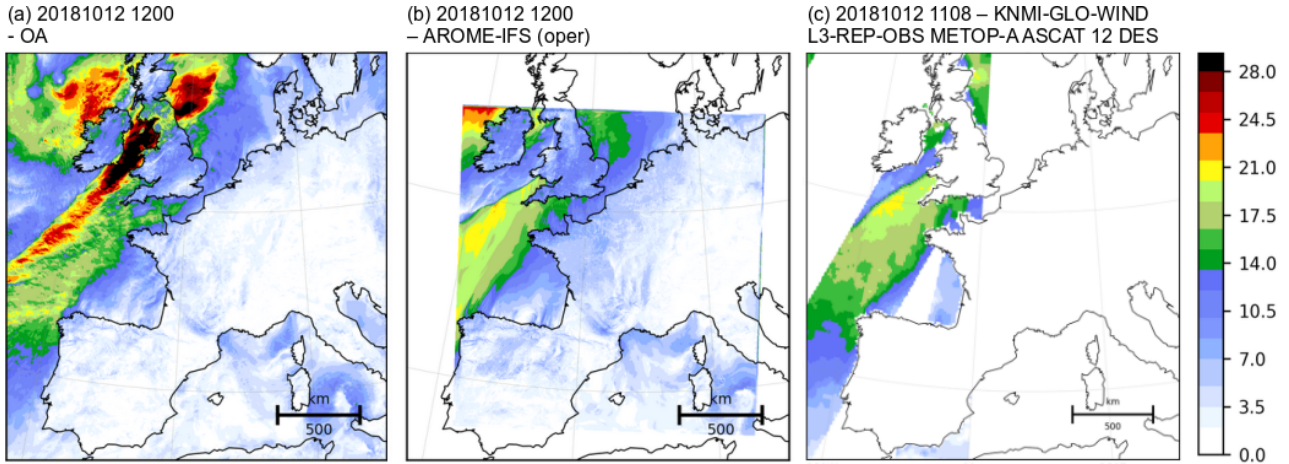 (a) 20181012 1200
- OA
(b) 20181012 1200
– AROME-IFS (oper)
(c) 20181012 1108 – KNMI-GLO-WIND
L3-REP-OBS METOP-A ASCAT 12 DES
km
500
km
500
km
500
28.0
24.5
21.0
17.5
14.0
10.5
7.0
3.5
0.0